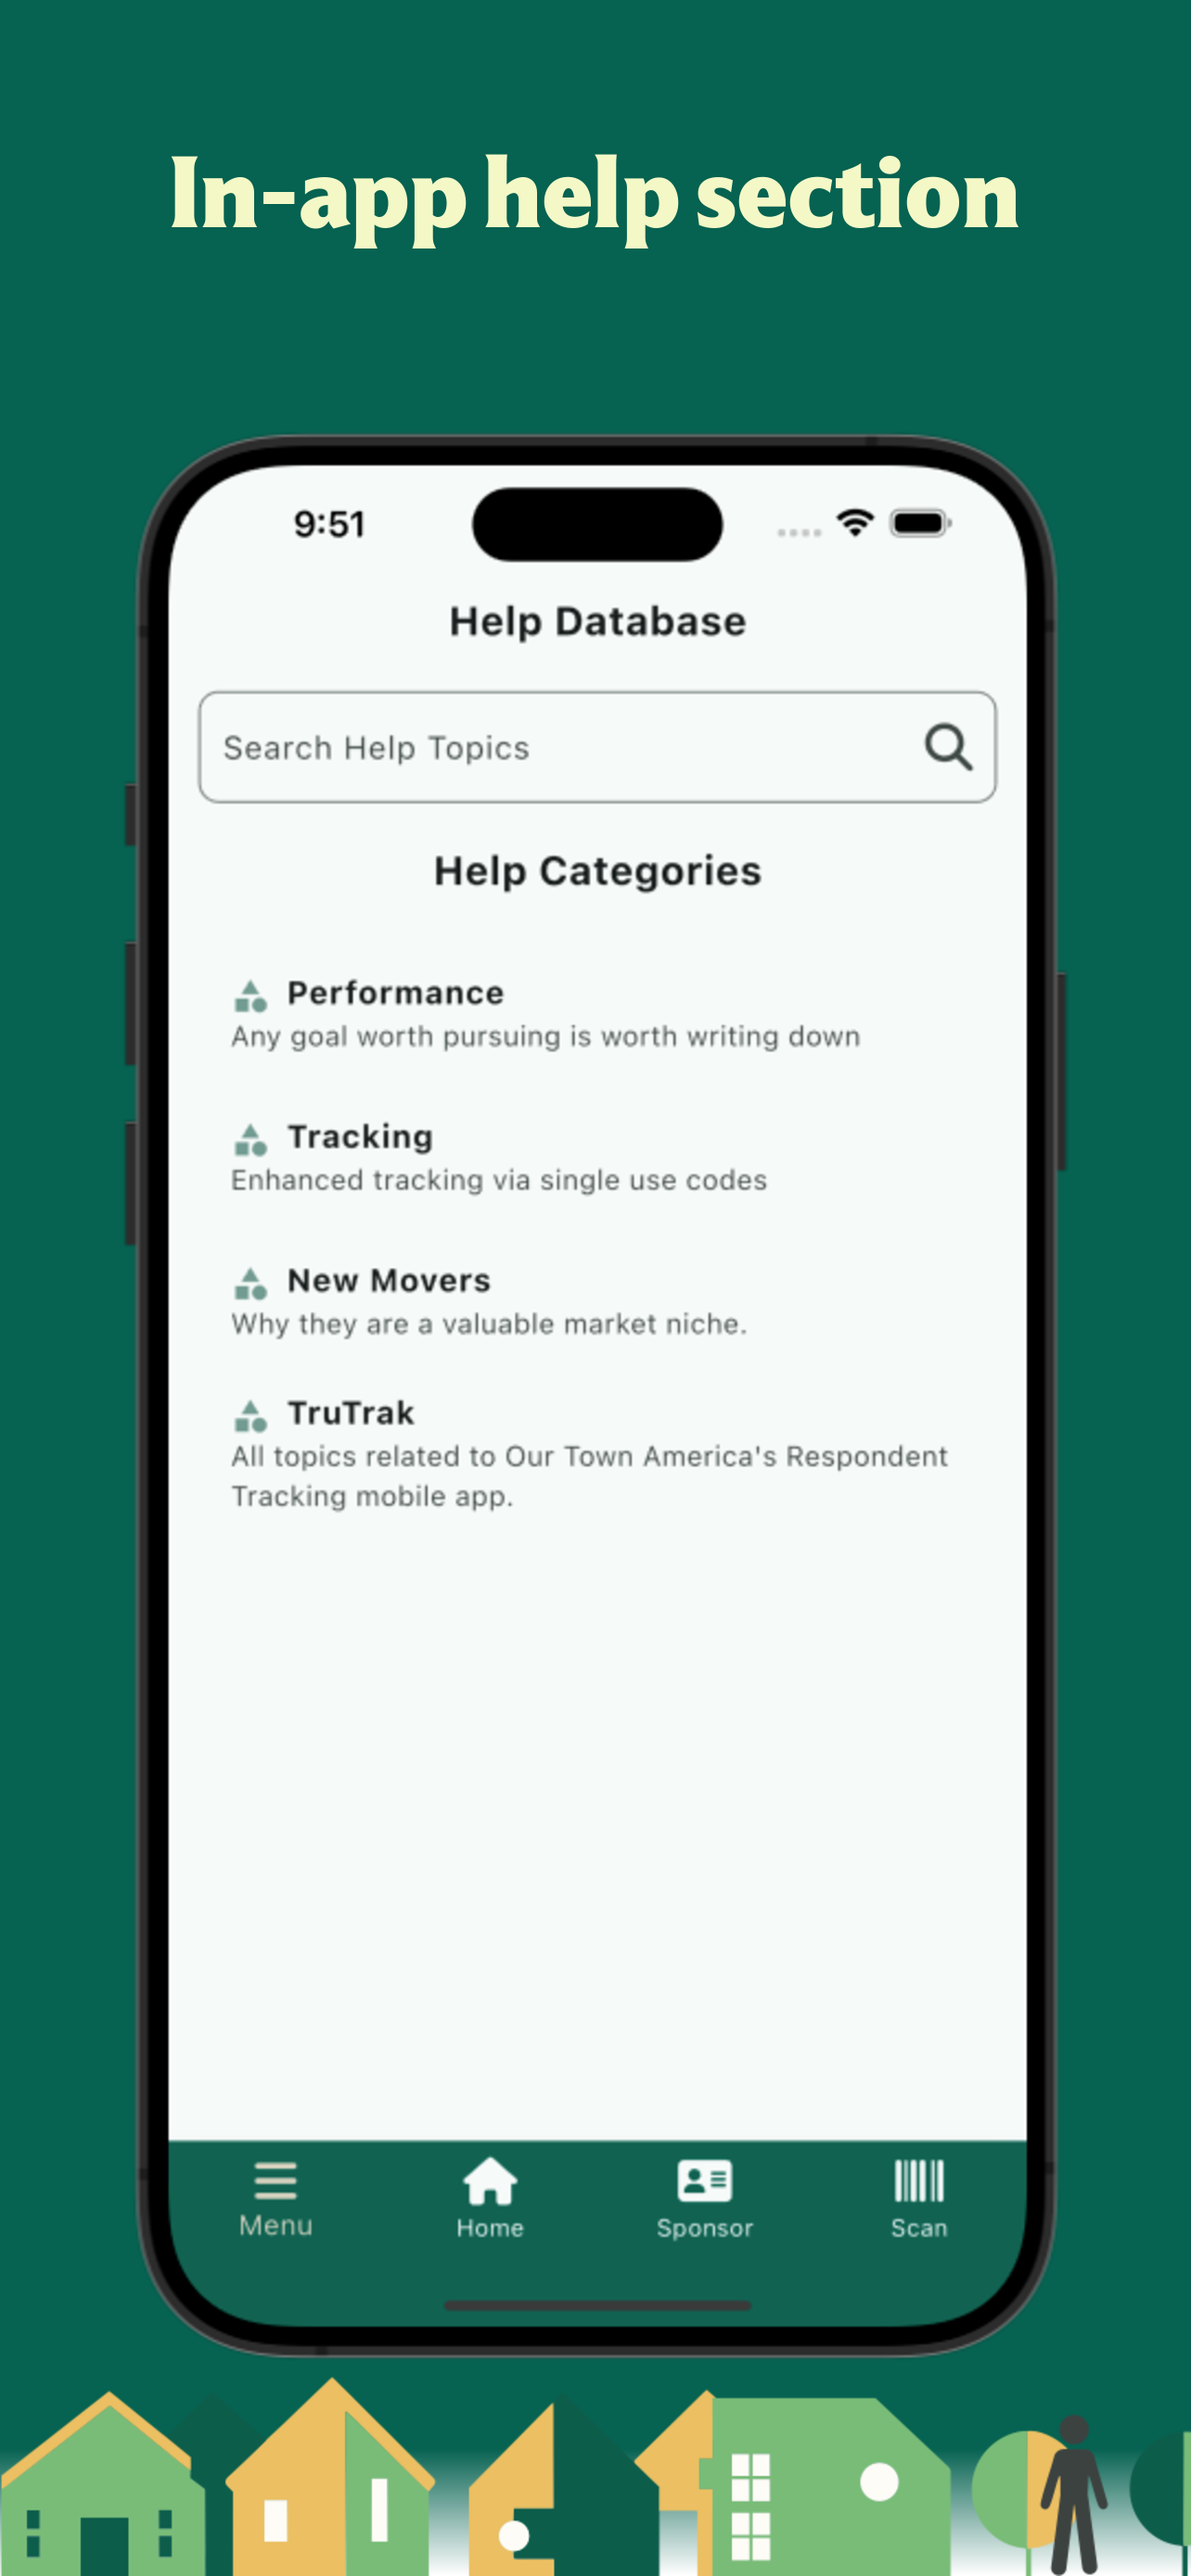 In-app help section
9:51
Help Database
Search Help Topics
Help Categories
Performance
Any goal worth pursuing is worth writing down
Tracking
Enhanced tracking via single use codes
New Movers
Why they are a valuable market niche.
TruTrak
All topics related to Our Town America's Respondent
Tracking mobile app.
Menu
Home
Sponsor
Scan